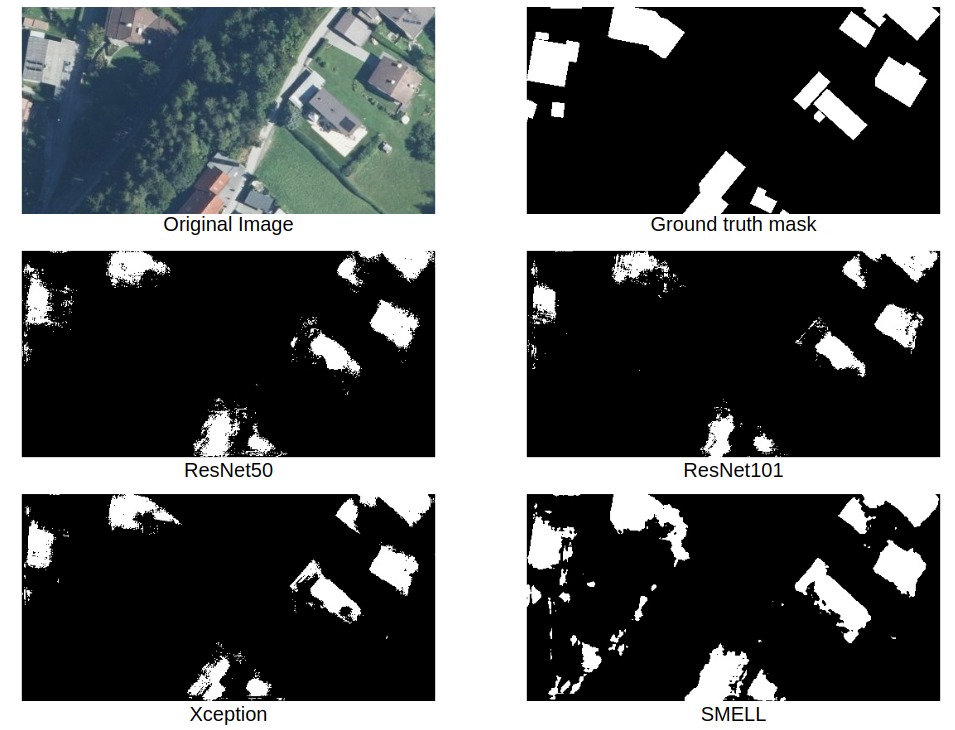 Original Image
Ground truth mask
ResNet50
ResNet101
Xception
SMELL